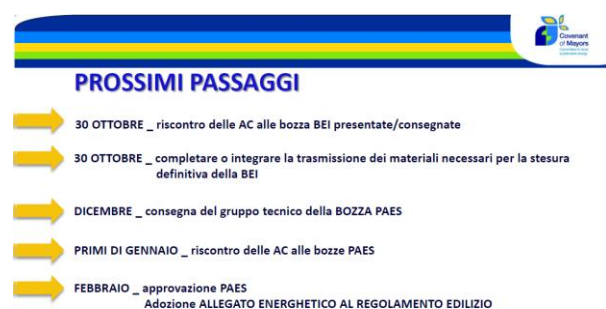 Covenant
of Mayors
PROSSIMI PASSAGGI
30 OTTOBRE _ riscontro delle AC alle bozza BEI presentate/consegnate
30 OTTOBRE _ completare o integrare la trasmissione dei materiali necessari per la stesura
definitiva della BEI
DICEMBRE _ consegna del gruppo tecnico della BOZZA PAES
PRIMI DI GENNAIO _ riscontro delle AC alle bozze PAES
FEBBRAIO _ approvazione PAES
Adozione ALLEGATO ENERGHETICO AL REGOLAMENTO EDILIZIO